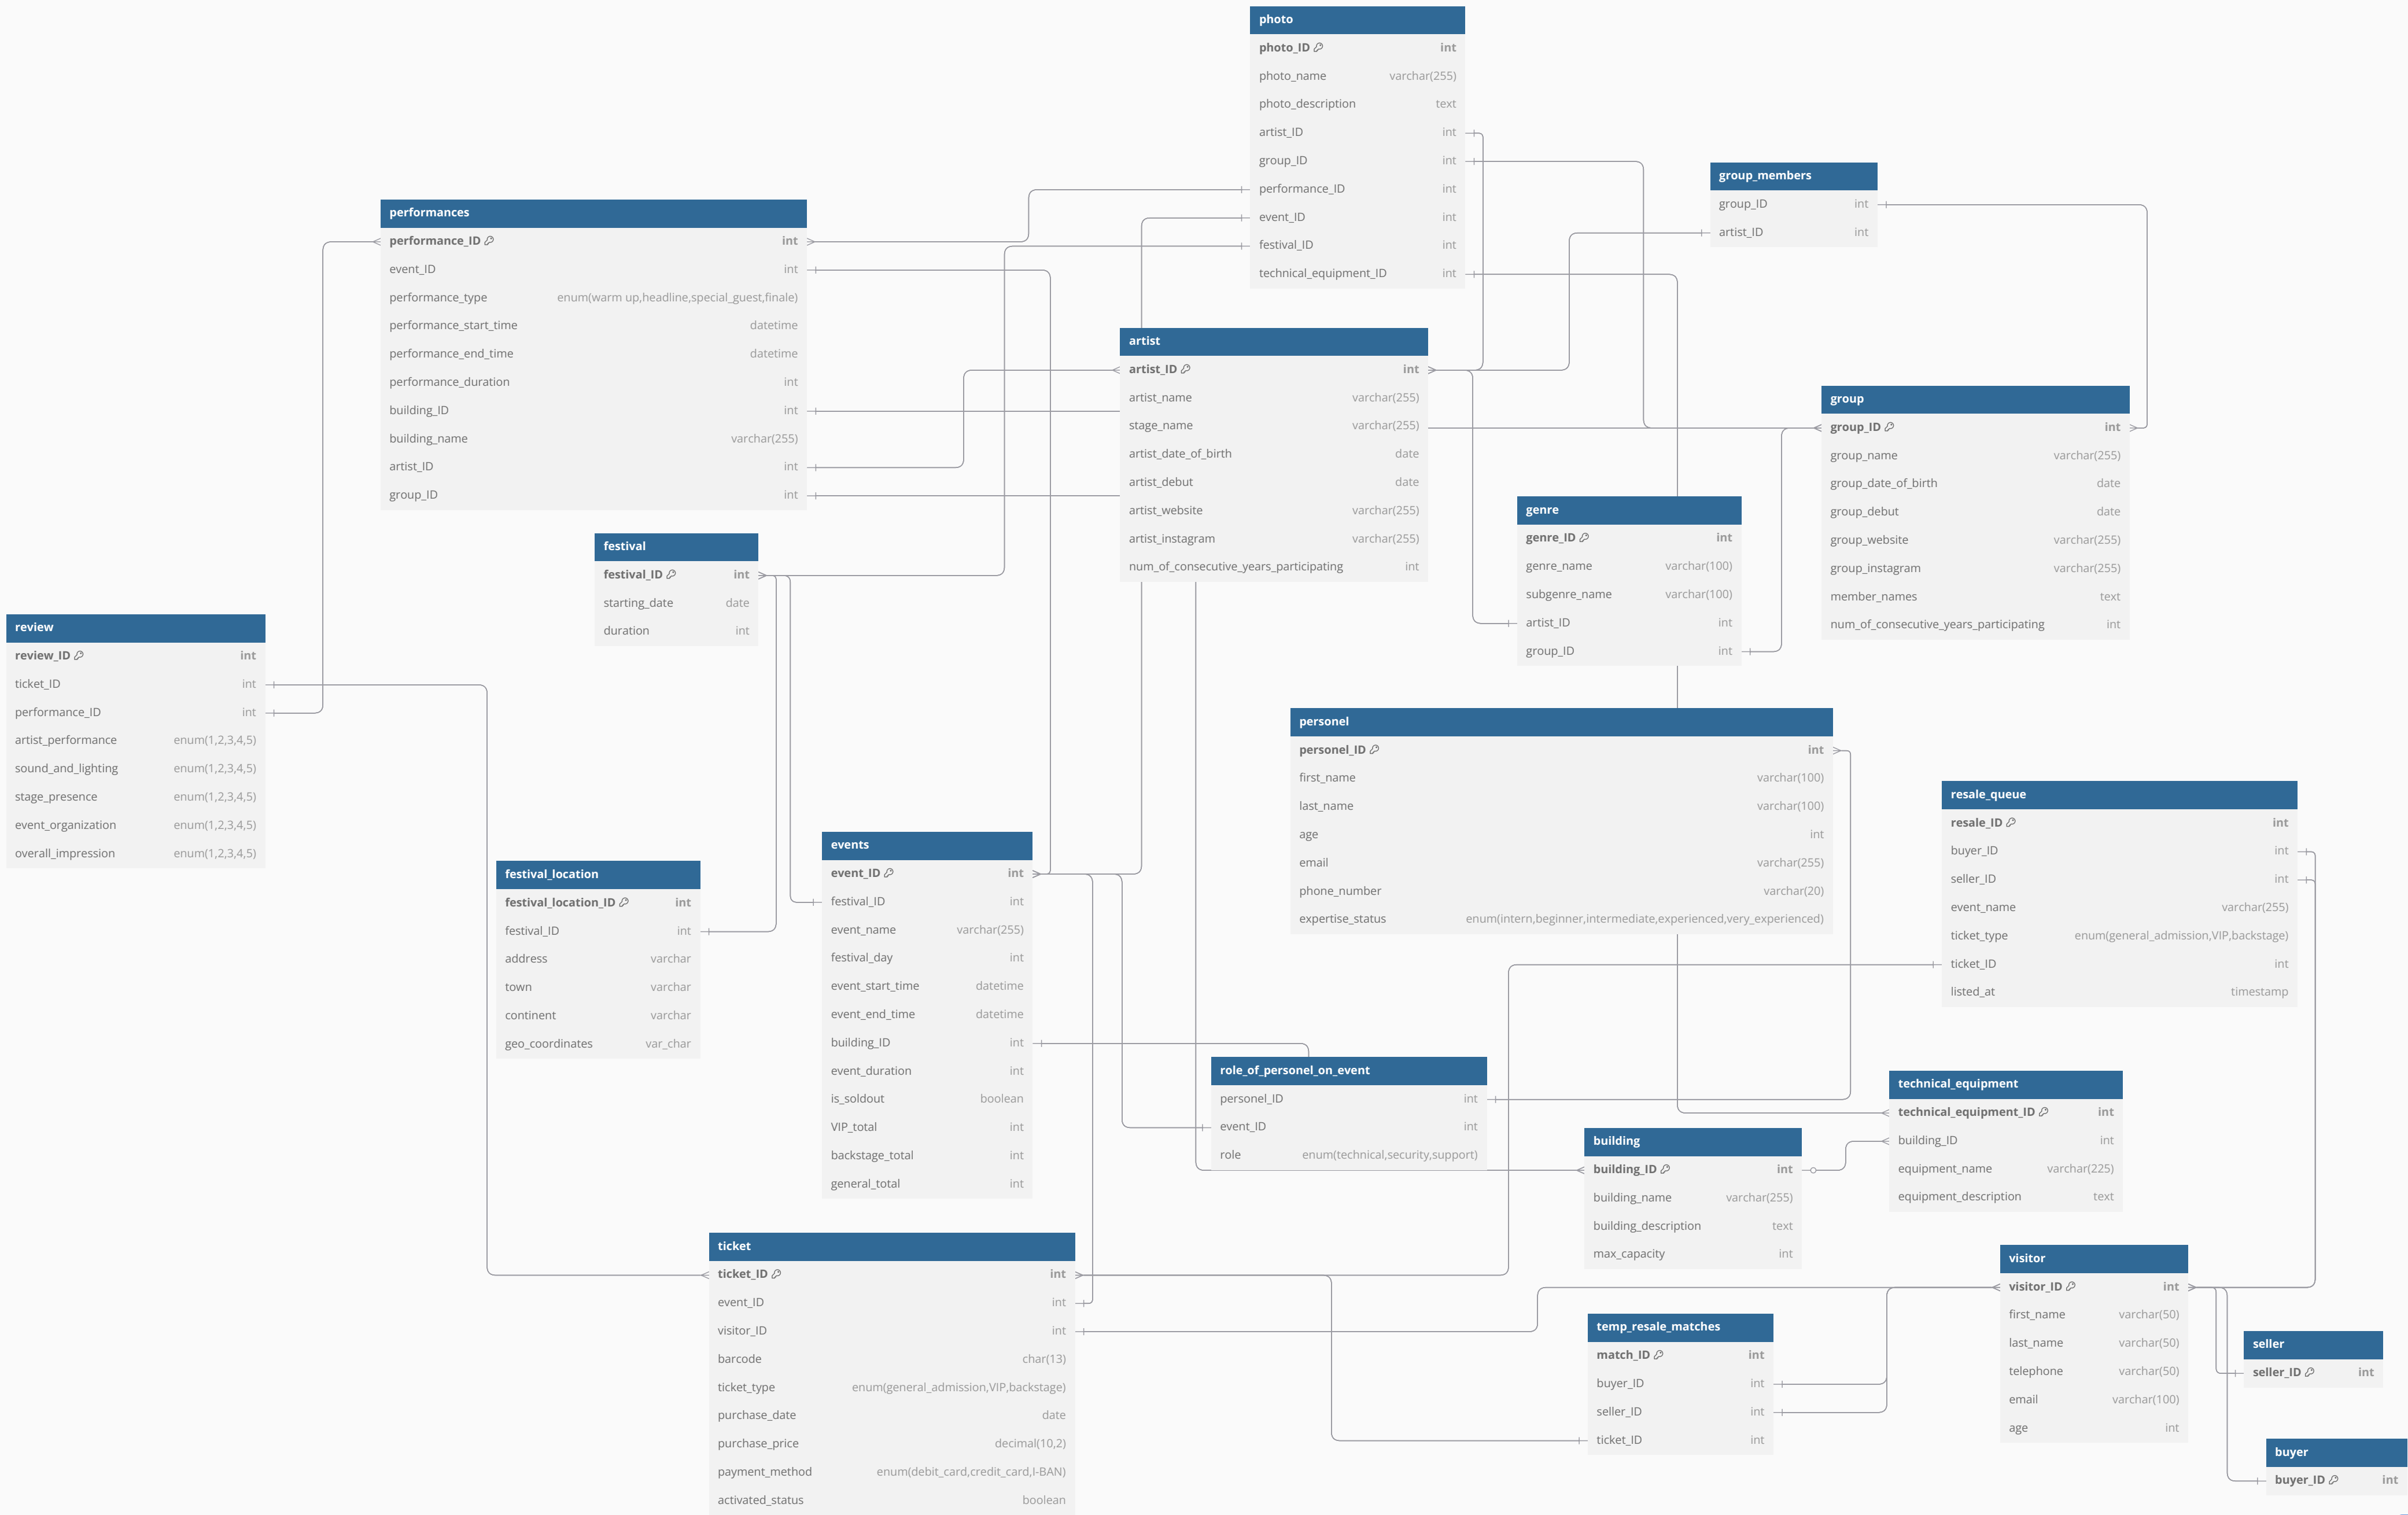 photo
photo_ID int
photo_name varchar(255)
photo_description text
artist_ID int
group_ID int
performance_ID int
event_ID int
festival_ID int
technical_equipment_ID int
group_members
group_ID int
artist_ID int
performances
performance_ID int
event_ID int
performance_type enum(warm up,headline,special_guest,finale)
performance_start_time datetime
performance_end_time datetime
performance_duration int
building_ID int
building_name varchar(255)
artist_ID int
group_ID int
artist
artist_ID int
artist_name varchar(255)
stage_name varchar(255)
artist_date_of_birth date
artist_debut date
artist_website varchar(255)
artist_instagram varchar(255)
num_of_consecutive_years_participating int
group
group_ID int
group_name varchar(255)
group_date_of_birth date
group_debut date
group_website varchar(255)
group_instagram varchar(255)
member_names text
num_of_consecutive_years_participating int
genre
genre_ID int
genre_name varchar(100)
subgenre_name varchar(100)
artist_ID int
group_ID int
festival
festival_ID int
starting_date date
duration int
review
review_ID int
ticket_ID int
performance_ID int
artist_performance enum(1,2,3,4,5)
sound_and_lighting enum(1,2,3,4,5)
stage_presence enum(1,2,3,4,5)
event_organization enum(1,2,3,4,5)
overall_impression enum(1,2,3,4,5)
personel
personel_ID int
first_name varchar(100)
last_name varchar(100)
age int
email varchar(255)
phone_number varchar(20)
expertise_status enum(intern,beginner,intermediate,experienced,very_experienced)
resale_queue
resale_ID int
buyer_ID int
seller_ID int
event_name varchar(255)
ticket_type enum(general_admission,VIP,backstage)
ticket_ID int
listed_at timestamp
events
event_ID int
festival_ID int
event_name varchar(255)
festival_day int
event_start_time datetime
event_end_time datetime
building_ID int
event_duration int
is_soldout boolean
VIP_total int
backstage_total int
general_total int
festival_location
festival_location_ID int
festival_ID int
address varchar
town varchar
continent varchar
geo_coordinates var_char
role_of_personel_on_event
personel_ID int
event_ID int
role enum(technical,security,support)
technical_equipment
technical_equipment_ID int
building_ID int
equipment_name varchar(225)
equipment_description text
building
building_ID int
building_name varchar(255)
building_description text
max_capacity int
ticket
ticket_ID int
event_ID int
visitor_ID int
barcode char(13)
ticket_type enum(general_admission,VIP,backstage)
purchase_date date
purchase_price decimal(10,2)
payment_method enum(debit_card,credit_card,I-BAN)
activated_status boolean
visitor
visitor_ID int
first_name varchar(50)
last_name varchar(50)
telephone varchar(50)
email varchar(100)
age int
temp_resale_matches
match_ID int
buyer_ID int
seller_ID int
ticket_ID int
seller
seller_ID int
buyer
buyer_ID int